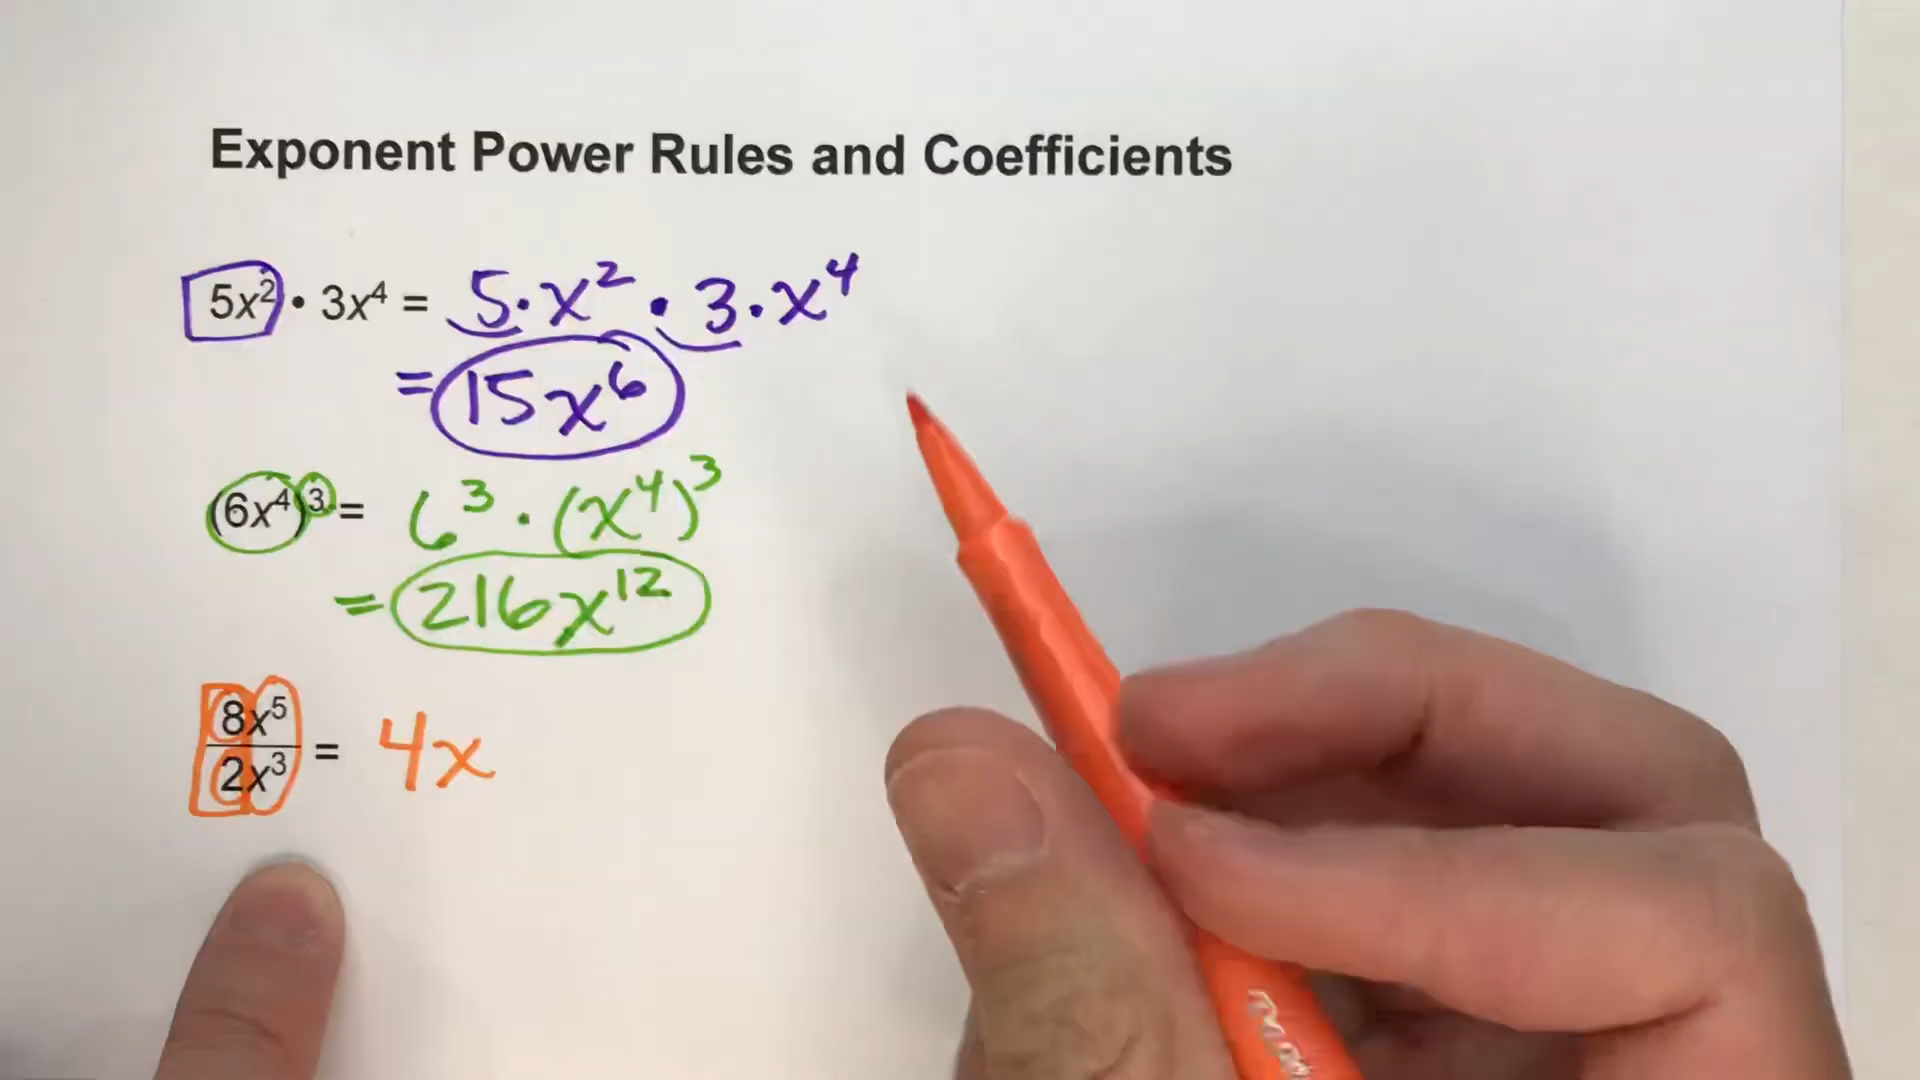 Exponent Power Rules and Coefficients
5x² • 3x⁴ = 5·x² · 3·x⁴
= 15x⁶
(6x⁴)³ = 6³ · (x⁴)³
= 216x¹²
8x⁵
2x³ = 4x